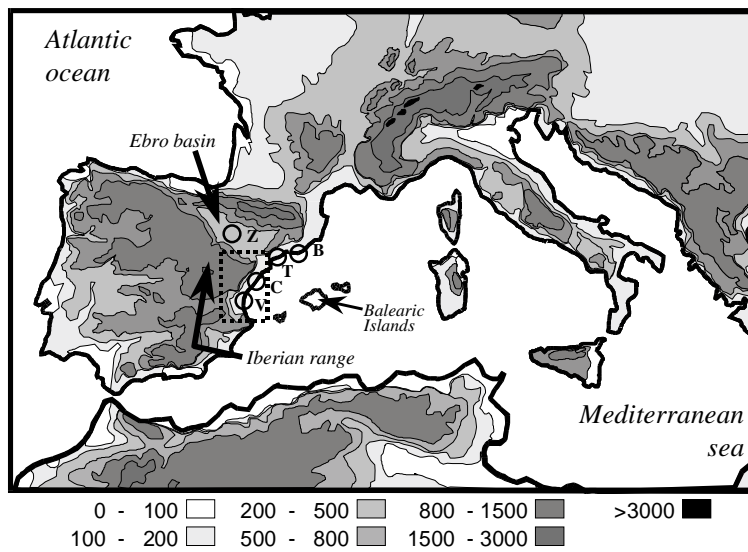 Atlantic
ocean
Ebro basin
Z
B
T
C
V
Balearic
Islands
Iberian range
Mediterranean
sea
0 - 100
200 - 500
800 - 1500
>3000
100 - 200
500 - 800
1500 - 3000